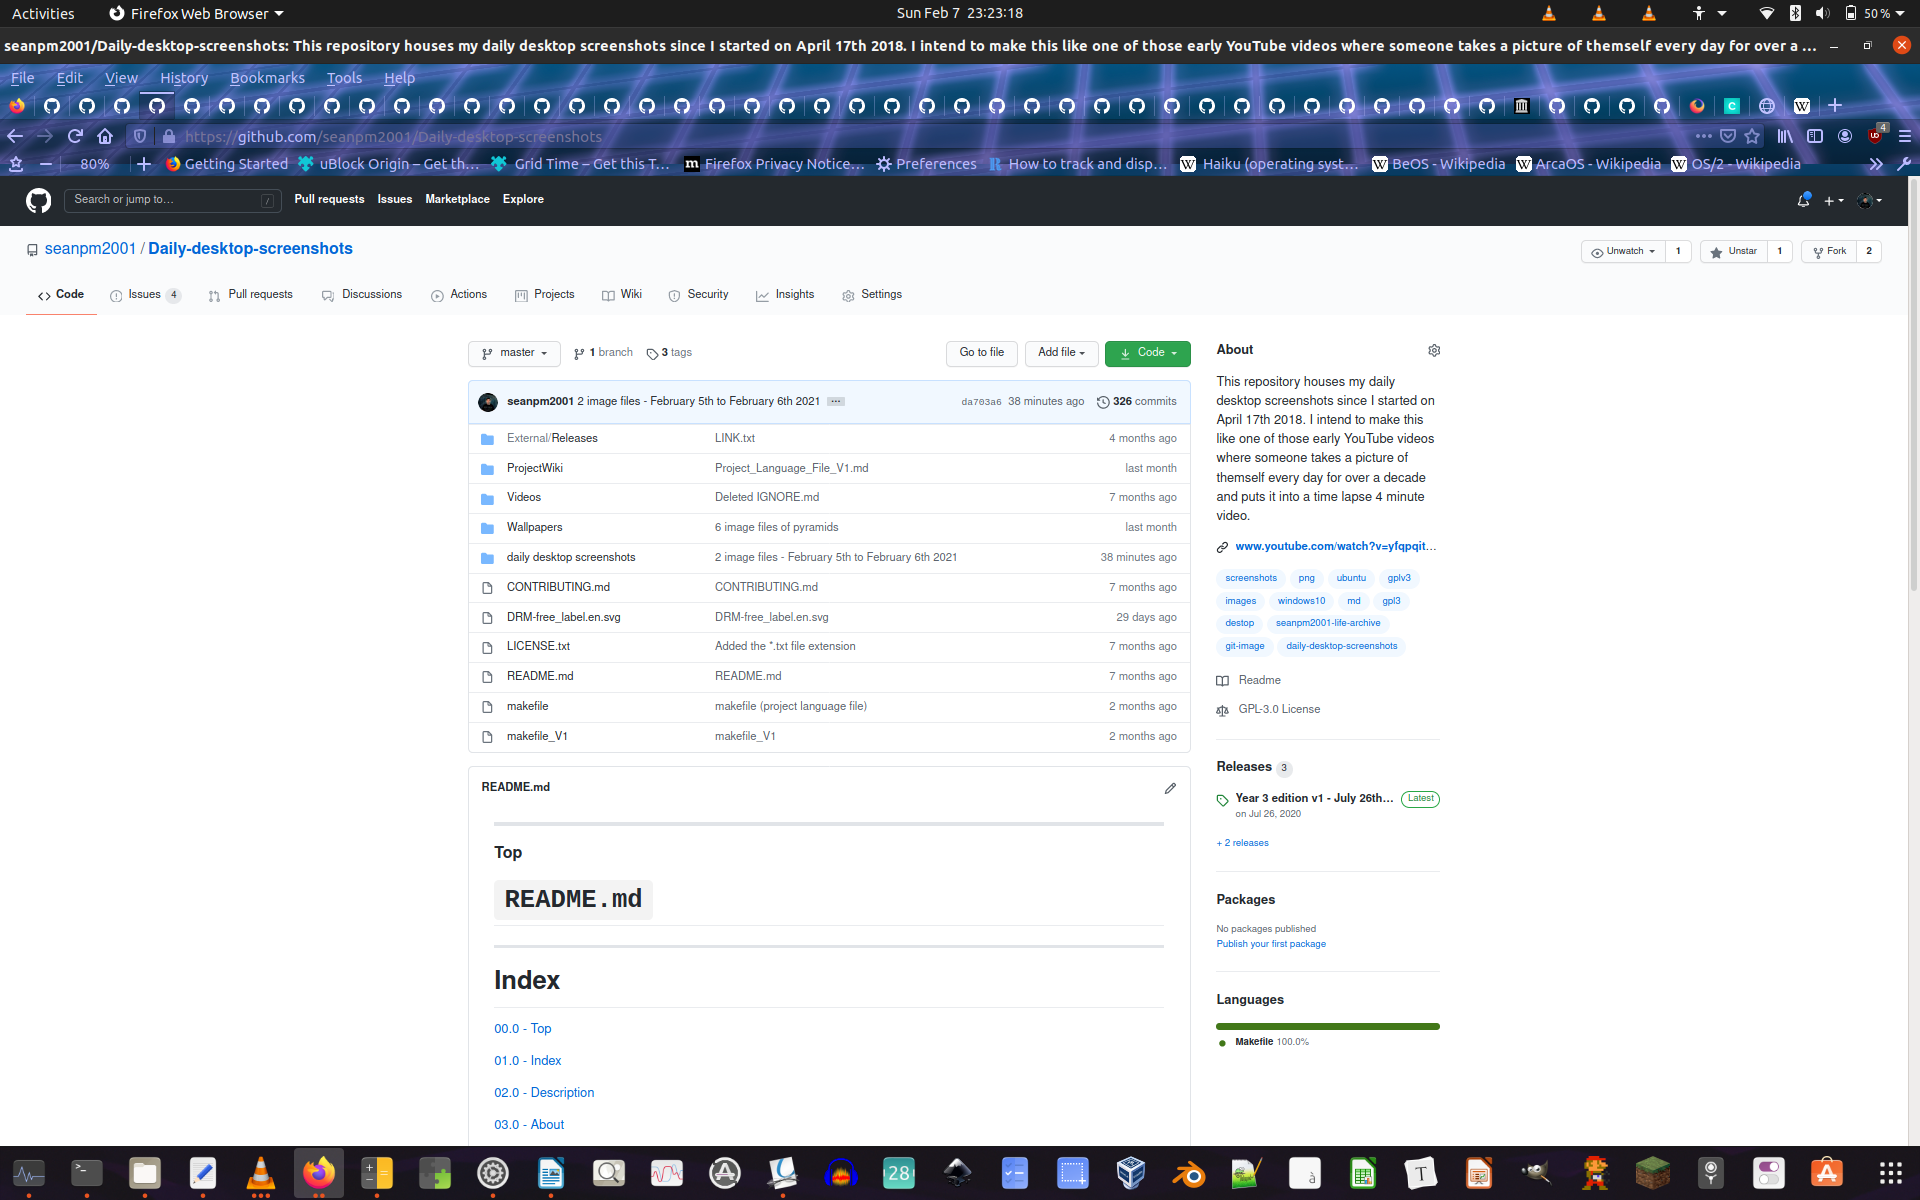 Activities Firefox Web Browser Sun Feb 7 23:23:18 50 %
seanpm2001/Daily-desktop-screenshots: This repository houses my daily desktop screenshots since I started on April 17th 2018. I intend to make this like one of those early YouTube videos where someone takes a picture of themself every day for over a ...
File Edit View History Bookmarks Tools Help
https://github.com/seanpm2001/Daily-desktop-screenshots 4
80% Getting Started uBlock Origin – Get th... Grid Time – Get this T... Firefox Privacy Notice... Preferences How to track and disp... Haiku (operating syst... BeOS - Wikipedia ArcaOS - Wikipedia OS/2 - Wikipedia
Search or jump to... / Pull requests Issues Marketplace Explore
seanpm2001 / Daily-desktop-screenshots Unwatch 1 Unstar 1 Fork 2
Code Issues 4 Pull requests Discussions Actions Projects Wiki Security Insights Settings
master 1 branch 3 tags Go to file Add file Code
seanpm2001 2 image files - February 5th to February 6th 2021 ... da703a6 38 minutes ago 326 commits
External/Releases LINK.txt 4 months ago
ProjectWiki Project_Language_File_V1.md last month
Videos Deleted IGNORE.md 7 months ago
Wallpapers 6 image files of pyramids last month
daily desktop screenshots 2 image files - February 5th to February 6th 2021 38 minutes ago
CONTRIBUTING.md CONTRIBUTING.md 7 months ago
DRM-free_label.en.svg DRM-free_label.en.svg 29 days ago
LICENSE.txt Added the *.txt file extension 7 months ago
README.md README.md 7 months ago
makefile makefile (project language file) 2 months ago
makefile_V1 makefile_V1 2 months ago
README.md
Top
README.md
Index
00.0 - Top
01.0 - Index
02.0 - Description
03.0 - About
About
This repository houses my daily
desktop screenshots since I started on
April 17th 2018. I intend to make this
like one of those early YouTube videos
where someone takes a picture of
themself every day for over a decade
and puts it into a time lapse 4 minute
video.
www.youtube.com/watch?v=yfqpqit...
screenshots png ubuntu gplv3
images windows10 md gpl3
destop seanpm2001-life-archive
git-image daily-desktop-screenshots
Readme
GPL-3.0 License
Releases 3
Year 3 edition v1 - July 26th... Latest
on Jul 26, 2020
+ 2 releases
Packages
No packages published
Publish your first package
Languages
Makefile 100.0%
28